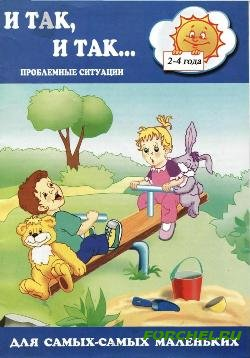 И ТАК,
И ТАК...
ПРОБЛЕМНЫЕ СИТУАЦИИ
2-4 года
ДЛЯ САМЫХ-САМЫХ МАЛЕНЬКИХ
FORCHEL.RU